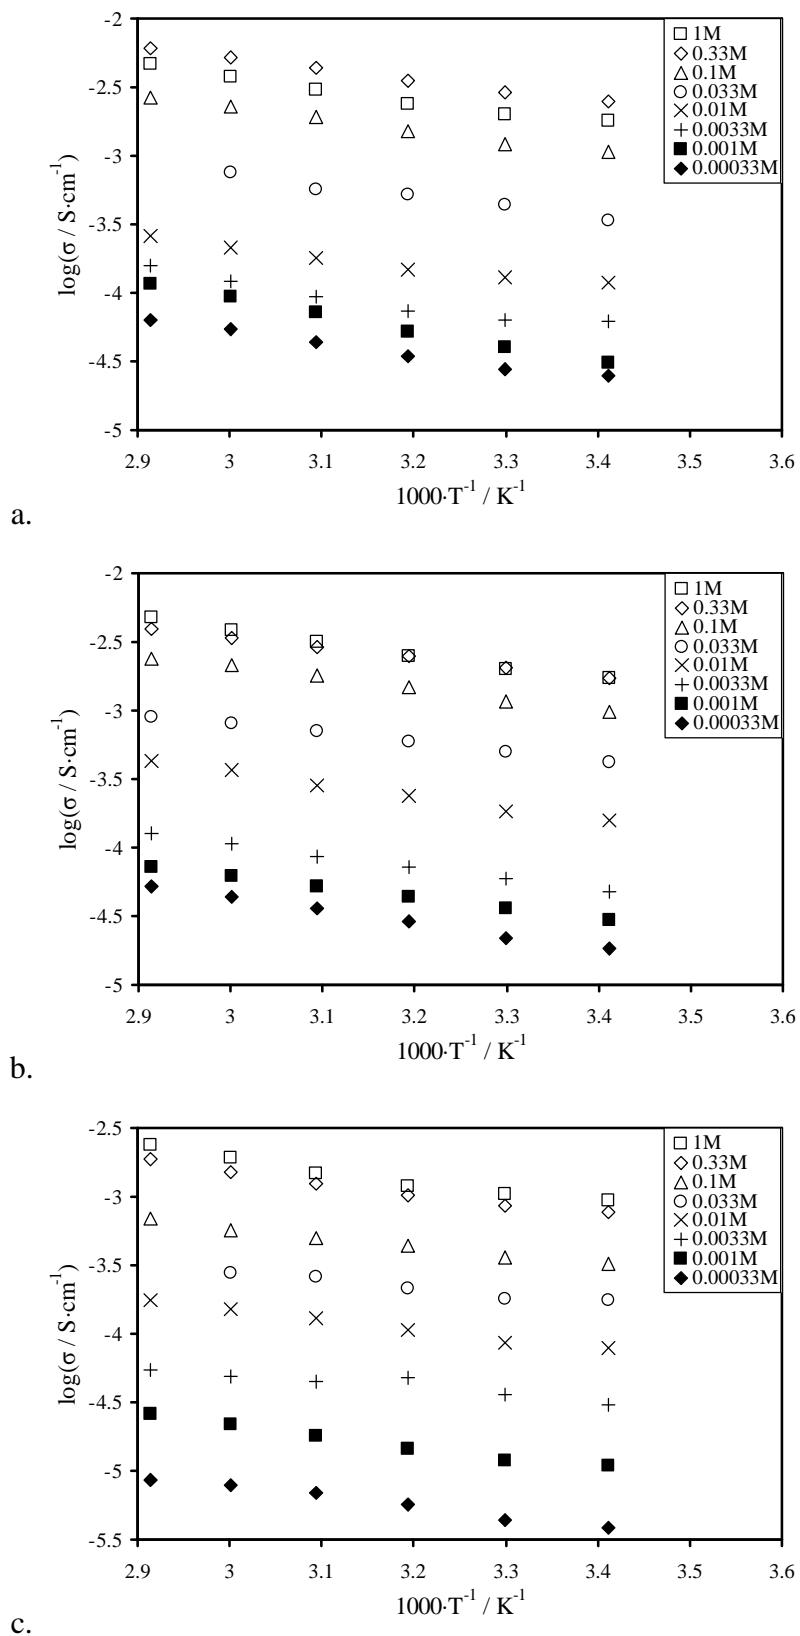 -2
-2.5
-3
-3.5
-4
-4.5
-5
log(σ / S·cm⁻¹)
2.9 3 3.1 3.2 3.3 3.4 3.5 3.6
1000·T⁻¹ / K⁻¹
1M
0.33M
0.1M
0.033M
0.01M
0.0033M
0.001M
0.00033M
a.
-2
-2.5
-3
-3.5
-4
-4.5
-5
log(σ / S·cm⁻¹)
2.9 3 3.1 3.2 3.3 3.4 3.5 3.6
1000·T⁻¹ / K⁻¹
1M
0.33M
0.1M
0.033M
0.01M
0.0033M
0.001M
0.00033M
b.
-2.5
-3
-3.5
-4
-4.5
-5
-5.5
log(σ / S·cm⁻¹)
2.9 3 3.1 3.2 3.3 3.4 3.5 3.6
1000·T⁻¹ / K⁻¹
1M
0.33M
0.1M
0.033M
0.01M
0.0033M
0.001M
0.00033M
c.